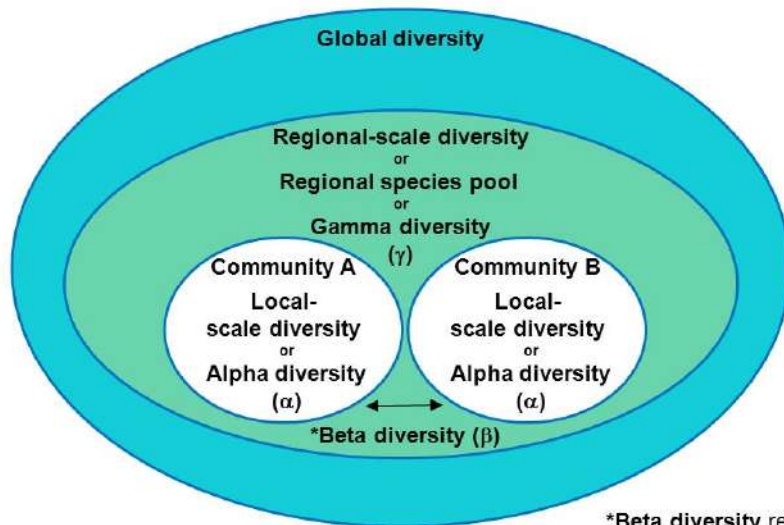 Global diversity
Regional-scale diversity
or
Regional species pool
or
Gamma diversity
(γ)
Community A
Local-
scale diversity
or
Alpha diversity
(α)
Community B
Local-
scale diversity
or
Alpha diversity
(α)
*Beta diversity (β)
*Beta diversity re